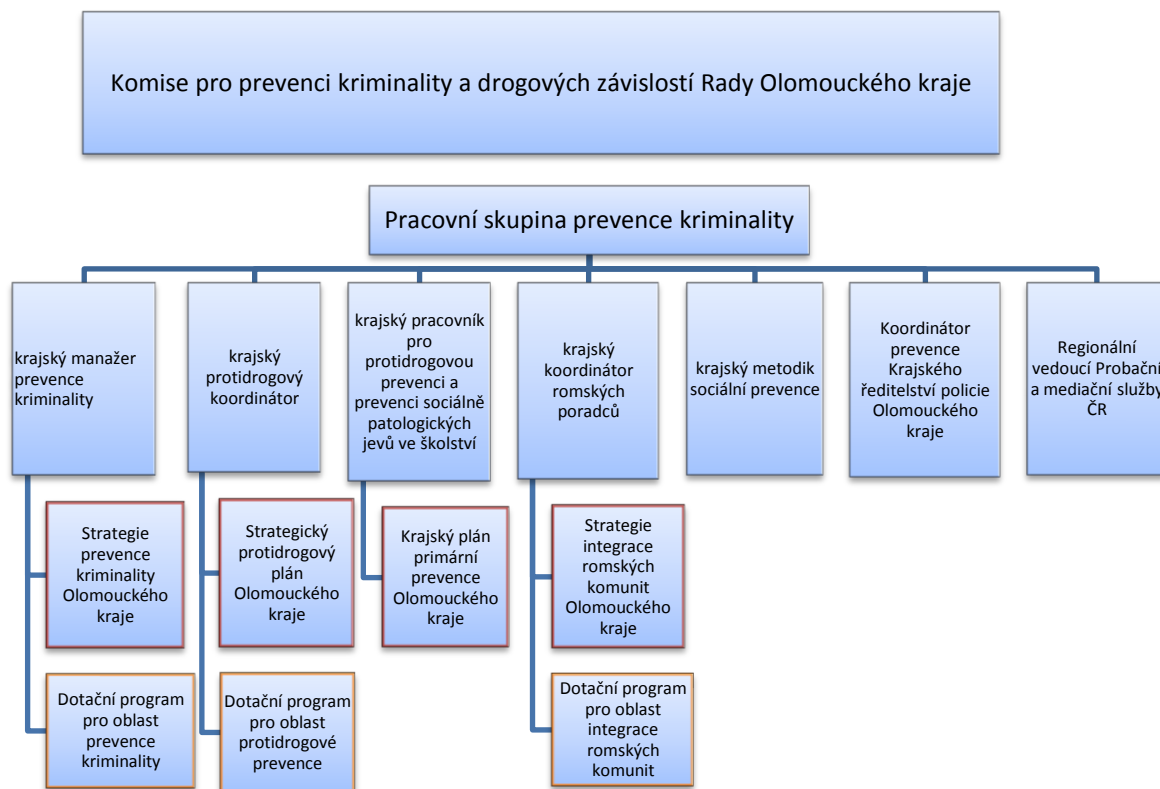 Komise pro prevenci kriminality a drogových závislostí Rady Olomouckého kraje
Pracovní skupina prevence kriminality
krajský manažer
prevence
kriminality
krajský
protidrogový
koordinátor
krajský pracovník
pro
protidrogovou
prevenci a
prevenci sociálně
patologických
jevů ve školství
krajský
koordinátor
romských
poradců
krajský metodik
sociální prevence
Koordinátor
prevence
Krajského
ředitelství policie
Olomouckého
kraje
Regionální
vedoucí Probační
a mediační služby
ČR
Strategie
prevence
kriminality
Olomouckého
kraje
Strategický
protidrogový
plán
Olomouckého
kraje
Krajský plán
primární
prevence
Olomouckého
kraje
Strategie
integrace
romských
komunit
Olomouckého
kraje
Dotační program
pro oblast
prevence
kriminality
Dotační program
pro oblast
protidrogové
prevence
Dotační program
pro oblast
integrace
romských
komunit